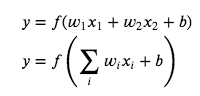 y = f(w₁x₁ + w₂x₂ + b)
y = f(∑ᵢ wᵢxᵢ + b)